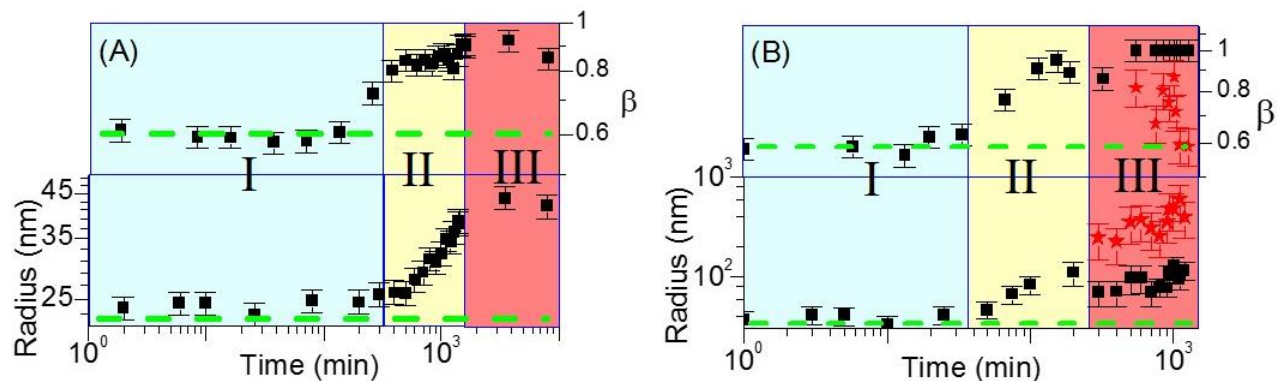 (A)
1
0.8
0.6
β
I
II
III
45
35
25
Radius (nm)
10⁰
10³
Time (min)
(B)
1
0.8
0.6
β
I
II
III
10³
10²
Radius (nm)
10⁰
10³
Time (min)